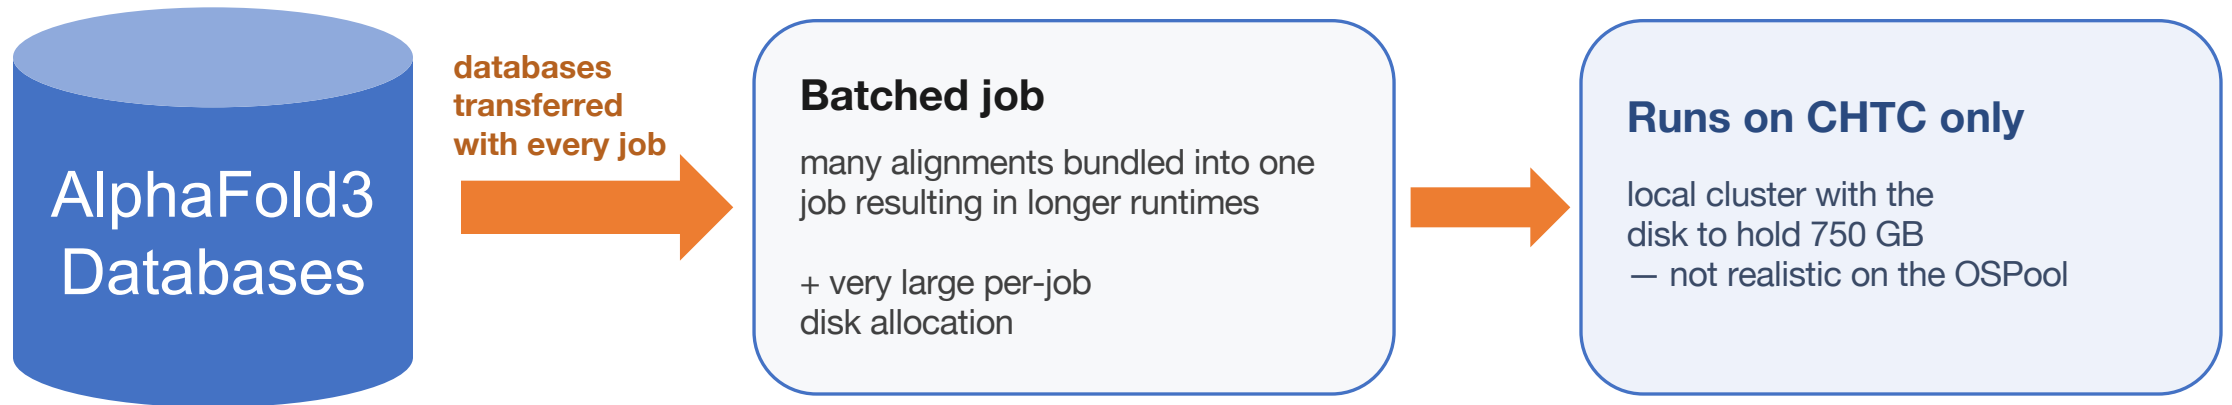 AlphaFold3
Databases
databases
transferred
with every job
Batched job
many alignments bundled into one
job resulting in longer runtimes
+ very large per-job
disk allocation
Runs on CHTC only
local cluster with the
disk to hold 750 GB
— not realistic on the OSPool